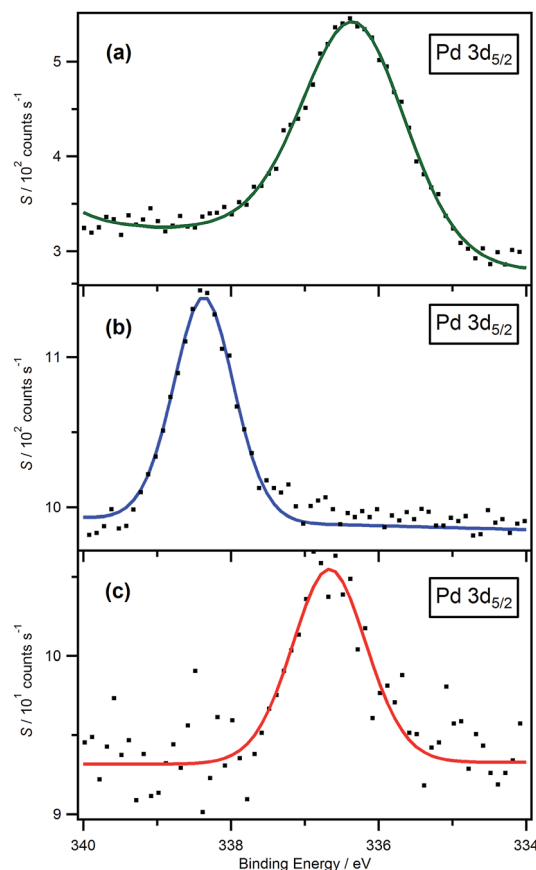 (a)
Pd 3d5/2
5
4
3
S / 10² counts s⁻¹
(b)
Pd 3d5/2
11
10
S / 10² counts s⁻¹
(c)
Pd 3d5/2
10
9
S / 10¹ counts s⁻¹
340 338 336 334
Binding Energy / eV